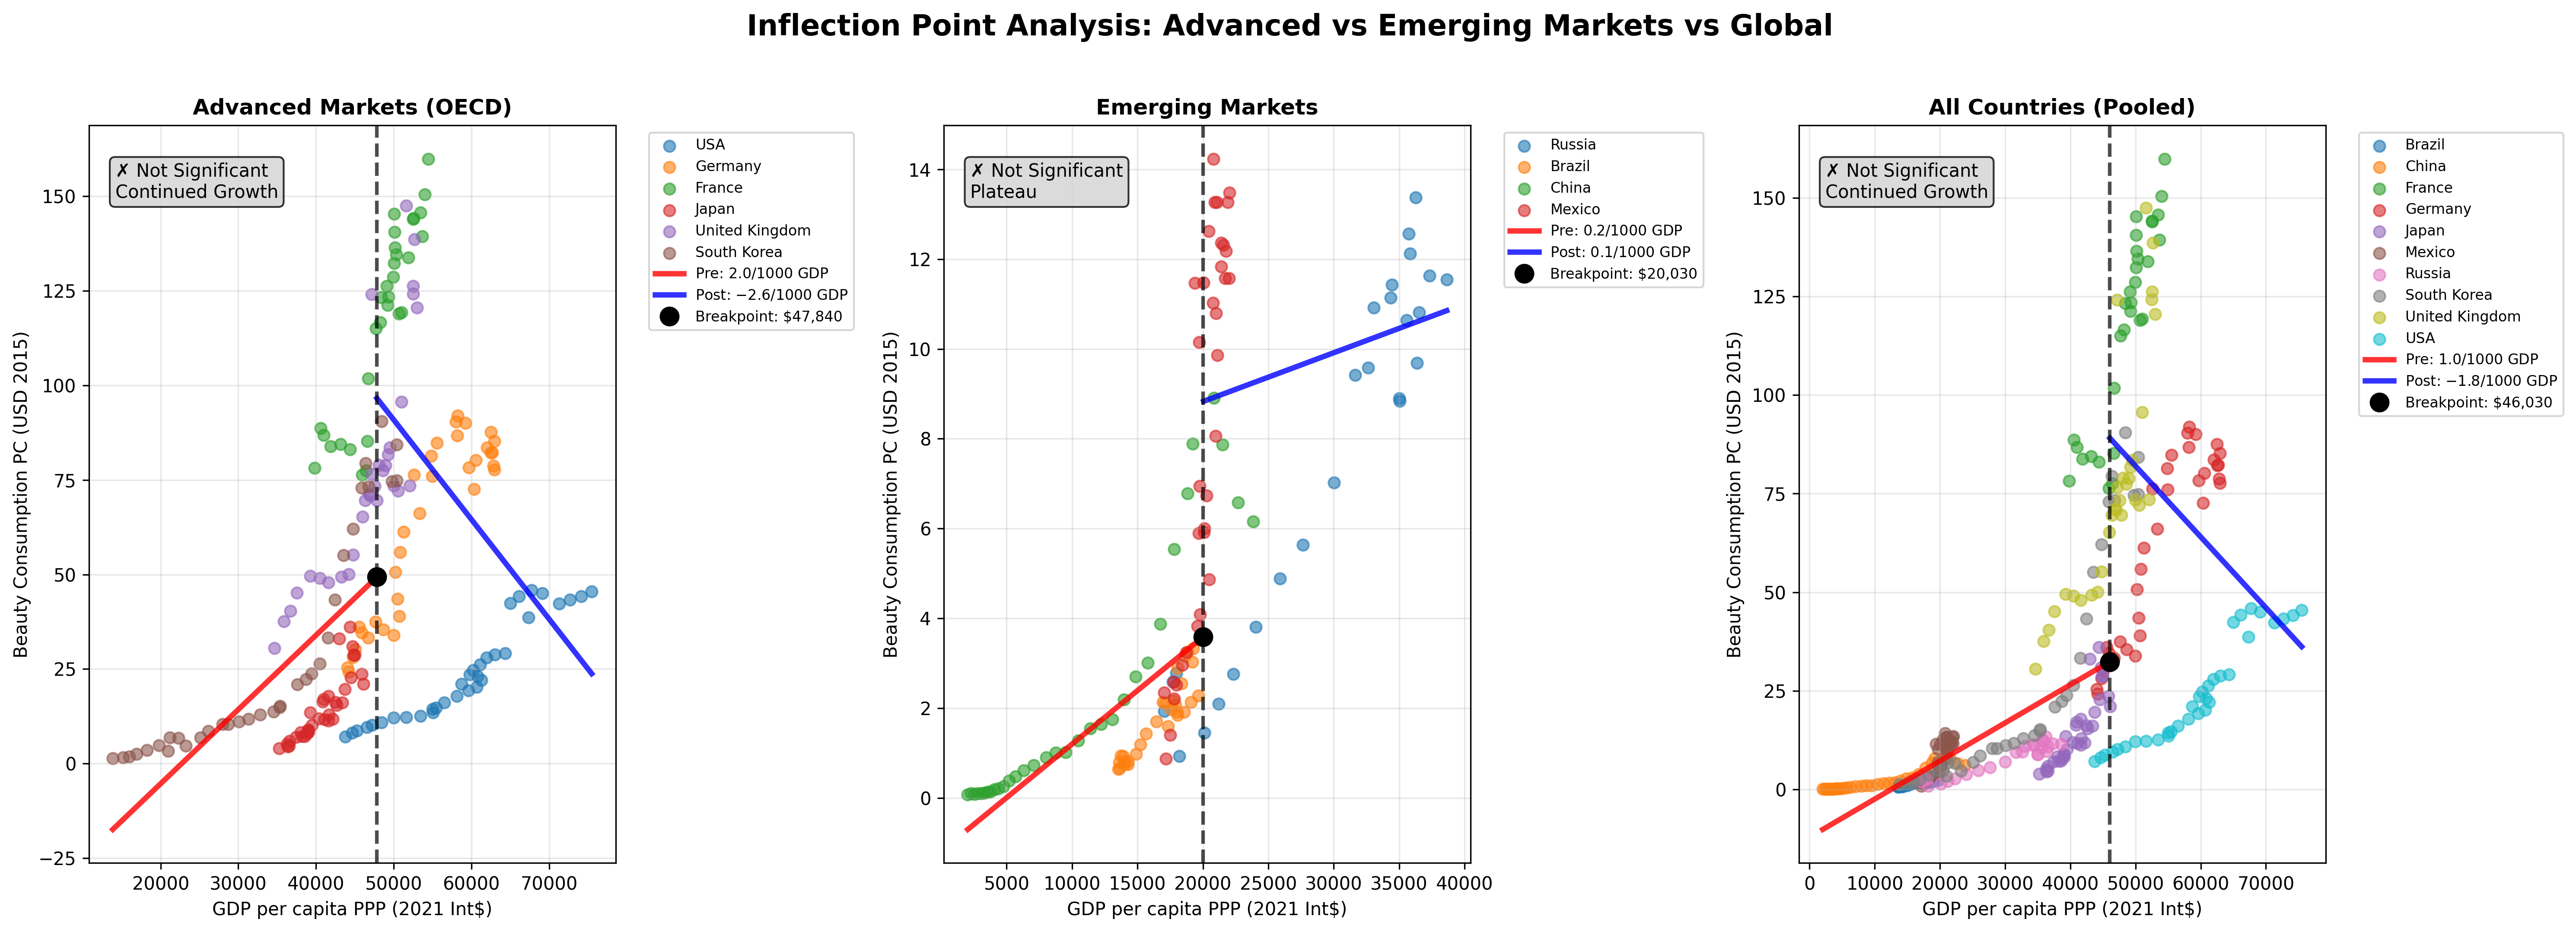 Inflection Point Analysis: Advanced vs Emerging Markets vs Global
Advanced Markets (OECD)
✗ Not Significant
Continued Growth
150
125
100
75
50
25
0
−25
Beauty Consumption PC (USD 2015)
20000 30000 40000 50000 60000 70000
GDP per capita PPP (2021 Int$)
USA
Germany
France
Japan
United Kingdom
South Korea
Pre: 2.0/1000 GDP
Post: −2.6/1000 GDP
Breakpoint: $47,840
Emerging Markets
✗ Not Significant
Plateau
14
12
10
8
6
4
2
0
Beauty Consumption PC (USD 2015)
5000 10000 15000 20000 25000 30000 35000 40000
GDP per capita PPP (2021 Int$)
Russia
Brazil
China
Mexico
Pre: 0.2/1000 GDP
Post: 0.1/1000 GDP
Breakpoint: $20,030
All Countries (Pooled)
✗ Not Significant
Continued Growth
150
125
100
75
50
25
0
Beauty Consumption PC (USD 2015)
0 10000 20000 30000 40000 50000 60000 70000
GDP per capita PPP (2021 Int$)
Brazil
China
France
Germany
Japan
Mexico
Russia
South Korea
United Kingdom
USA
Pre: 1.0/1000 GDP
Post: −1.8/1000 GDP
Breakpoint: $46,030